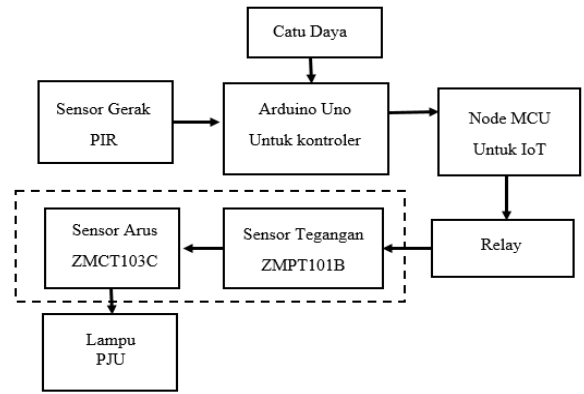 Catu Daya
Sensor Gerak
PIR
Arduino Uno
Untuk kontroler
Node MCU
Untuk IoT
Sensor Arus
ZMCT103C
Sensor Tegangan
ZMPT101B
Relay
Lampu
PJU